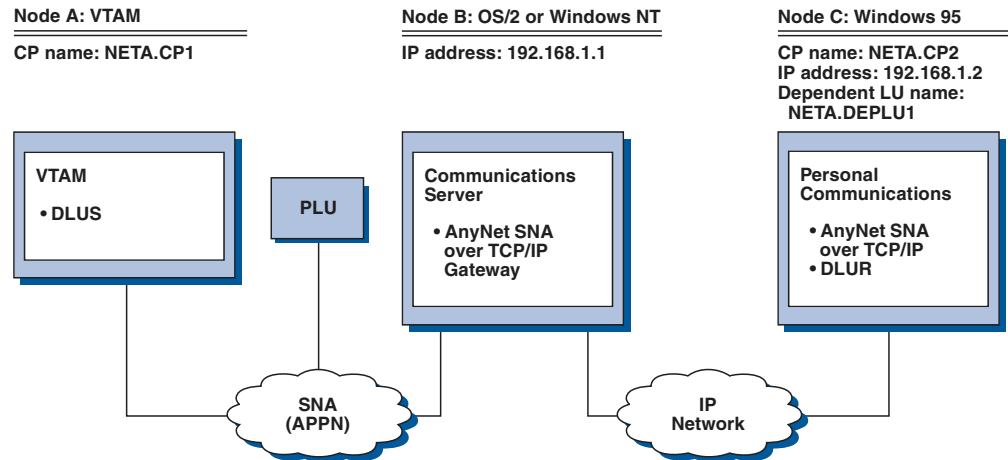 Node A: VTAM
CP name: NETA.CP1
Node B: OS/2 or Windows NT
IP address: 192.168.1.1
Node C: Windows 95
CP name: NETA.CP2
IP address: 192.168.1.2
Dependent LU name:
NETA.DEPLU1
VTAM
• DLUS
PLU
Communications
Server
• AnyNet SNA
over TCP/IP
Gateway
Personal
Communications
• AnyNet SNA
over TCP/IP
• DLUR
SNA
(APPN)
IP
Network